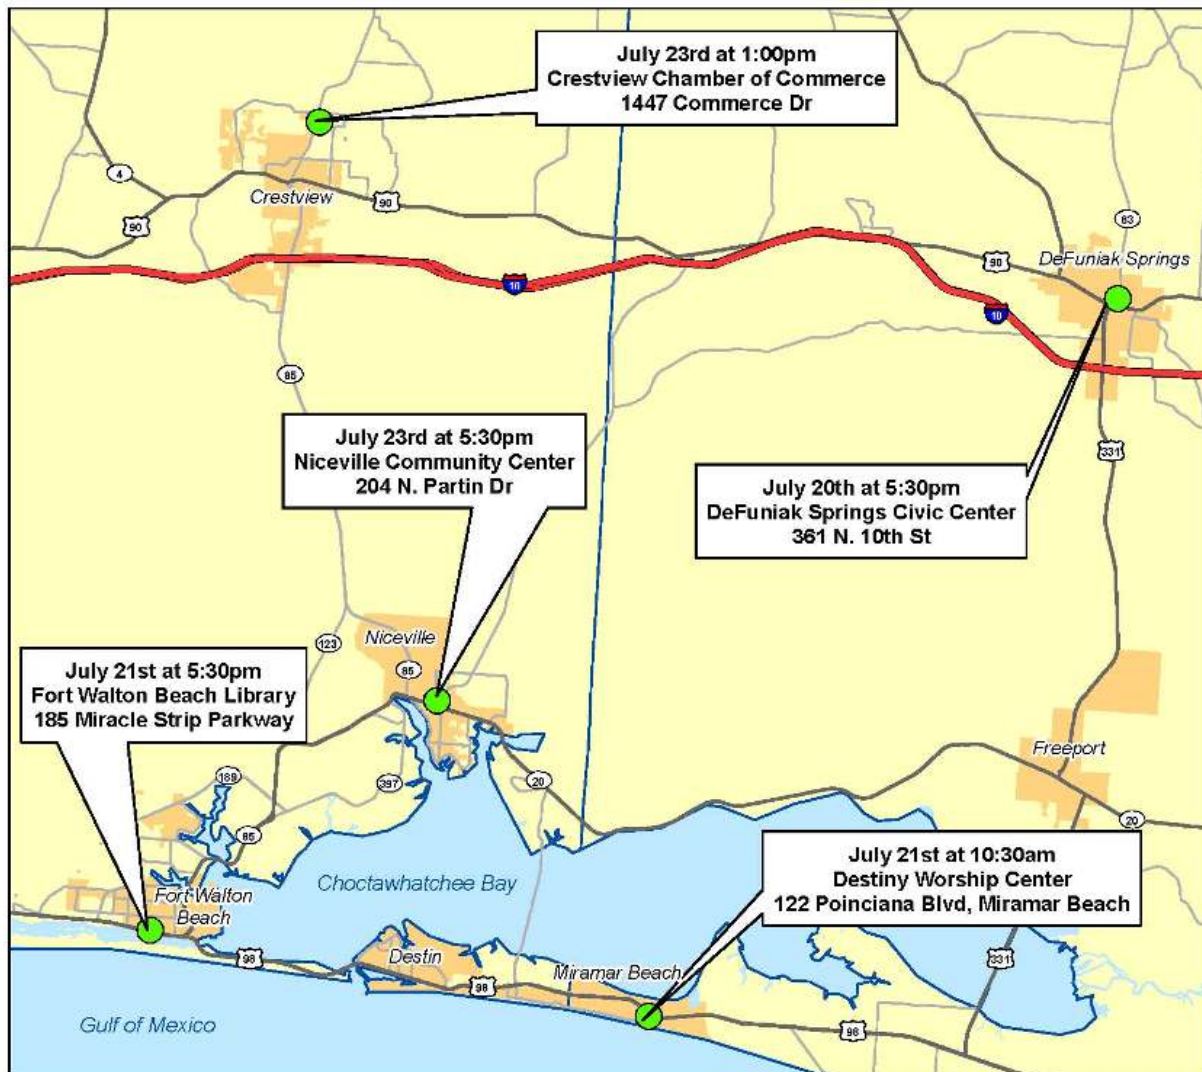 July 23rd at 1:00pm
Crestview Chamber of Commerce
1447 Commerce Dr
4
90
Crestview
90
83
90
DeFuniak Springs
10
10
85
July 23rd at 5:30pm
Niceville Community Center
204 N. Partin Dr
331
July 20th at 5:30pm
DeFuniak Springs Civic Center
361 N. 10th St
123
Niceville
85
July 21st at 5:30pm
Fort Walton Beach Library
185 Miracle Strip Parkway
Freeport
189
397
20
20
85
July 21st at 10:30am
Destiny Worship Center
122 Poinciana Blvd, Miramar Beach
Choctawhatchee Bay
Fort Walton
Beach
98
Destin
Miramar Beach
331
98
Gulf of Mexico
98